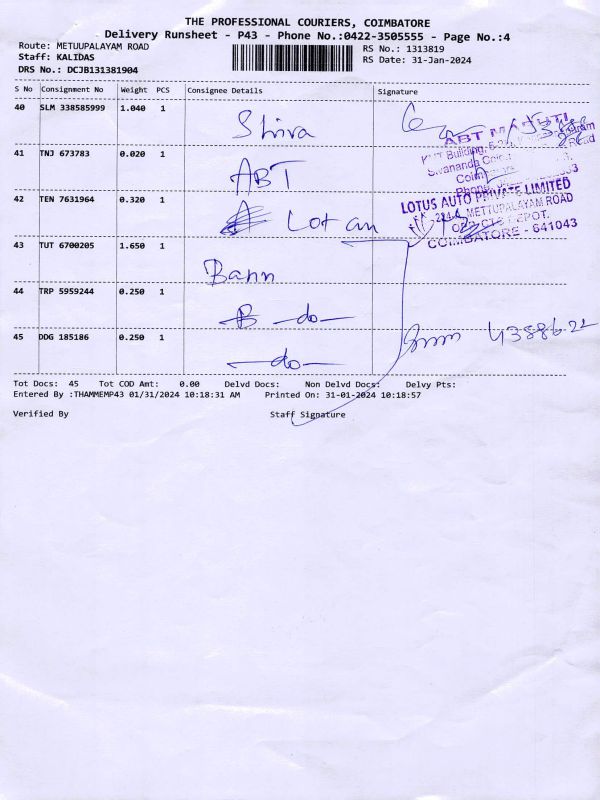 THE PROFESSIONAL COURIERS, COIMBATORE
Delivery Runsheet - P43 - Phone No.:0422-3505555 - Page No.:4
Route: METUUPALAYAM ROAD RS No.: 1313819
Staff: KALIDAS RS Date: 31-Jan-2024
DRS No.: DCJB131381904
S No Consignment No Weight PCS Consignee Details Signature
40 SLM 338585999 1.040 1 Shiva
41 TNJ 673783 0.020 1 ABT
ABT MARUTI
Building
Sivananda
42 TEN 7631964 0.320 1 Lotan
LOTUS AUTO PRIVATE LIMITED
METTUPALAYAM ROAD
DEPOT.
COIMBATORE - 641043
43 TUT 6700205 1.650 1 Bann
44 TRP 5959244 0.250 1 B -do-
45 DDG 185186 0.250 1 -do-
Tot Docs: 45 Tot COD Amt: 0.00 Delvd Docs: Non Delvd Docs: Delvy Pts:
Entered By :THAMMEMP43 01/31/2024 10:18:31 AM Printed On: 31-01-2024 10:18:57
Verified By Staff Signature